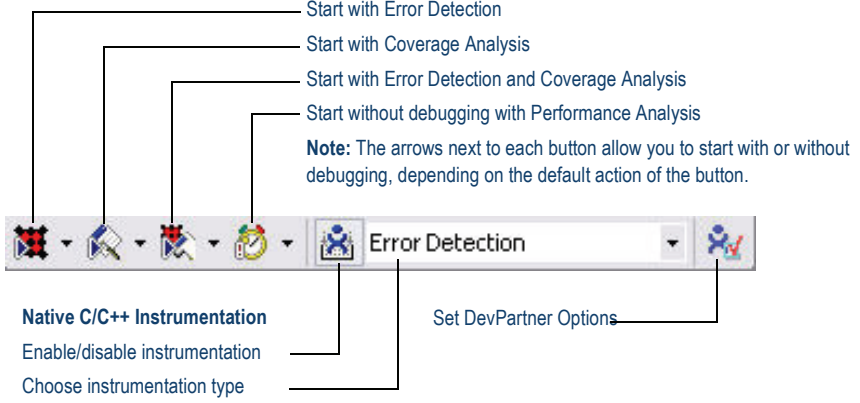 Start with Error Detection
Start with Coverage Analysis
Start with Error Detection and Coverage Analysis
Start without debugging with Performance Analysis
Note: The arrows next to each button allow you to start with or without
debugging, depending on the default action of the button.
Error Detection
Native C/C++ Instrumentation
Enable/disable instrumentation
Choose instrumentation type
Set DevPartner Options